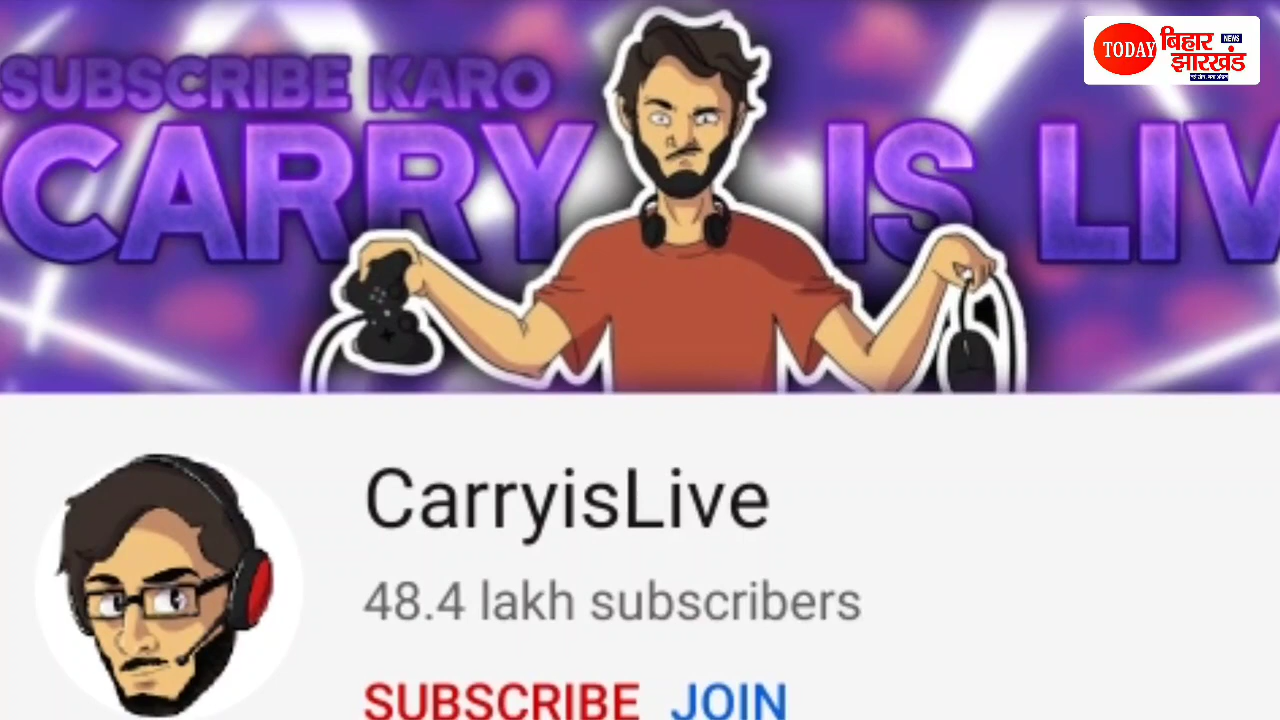 TODAY
बिहार
NEWS
झारखंड
SUBSCRIBE KARO
CARRY IS LIV
CarryisLive
48.4 lakh subscribers
SUBSCRIBE JOIN